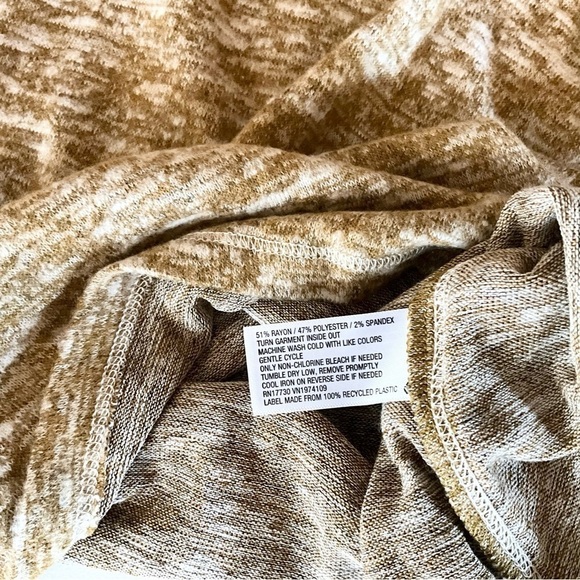 51% RAYON / 47% POLYESTER / 2% SPANDEX
TURN GARMENT INSIDE OUT
MACHINE WASH COLD WITH LIKE COLORS
GENTLE CYCLE
ONLY NON-CHLORINE BLEACH IF NEEDED
TUMBLE DRY LOW, REMOVE PROMPTLY
COOL IRON ON REVERSE SIDE IF NEEDED
RN17730 VN1974109
LABEL MADE FROM 100% RECYCLED PLASTIC